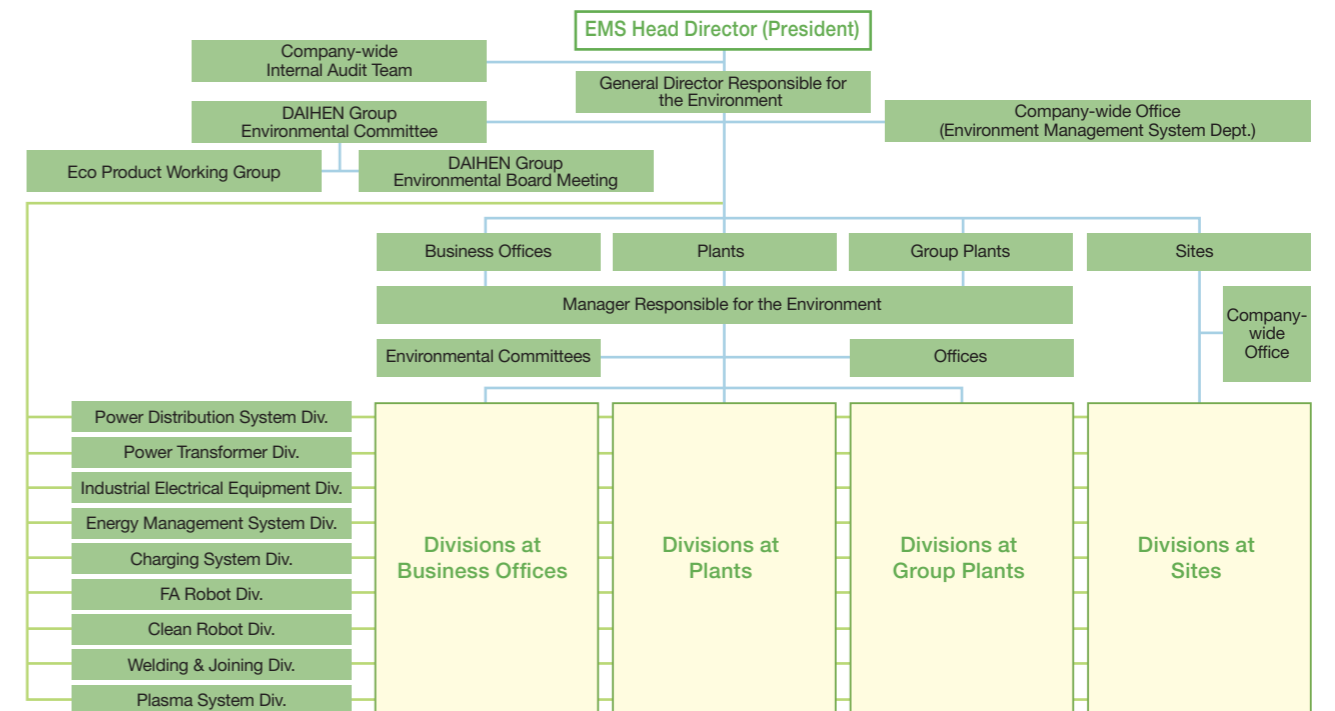 EMS Head Director (President)
Company-wide
Internal Audit Team
General Director Responsible for
the Environment
DAIHEN Group
Environmental Committee
Company-wide Office
(Environment Management System Dept.)
Eco Product Working Group
DAIHEN Group
Environmental Board Meeting
Business Offices
Plants
Group Plants
Sites
Manager Responsible for the Environment
Company-
wide
Office
Environmental Committees
Offices
Power Distribution System Div.
Power Transformer Div.
Industrial Electrical Equipment Div.
Energy Management System Div.
Charging System Div.
FA Robot Div.
Clean Robot Div.
Welding & Joining Div.
Plasma System Div.
Divisions at
Business Offices
Divisions at
Plants
Divisions at
Group Plants
Divisions at
Sites